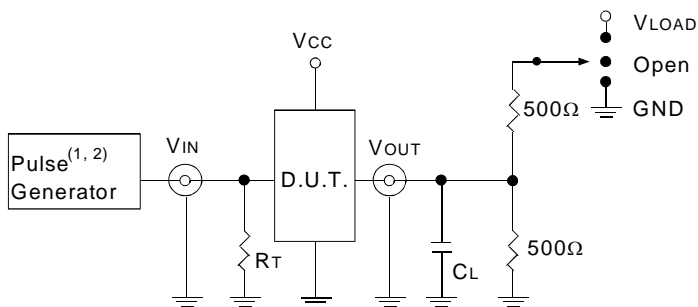 VLOAD
VCC
Open
500Ω
GND
VIN
VOUT
Pulse(1, 2)
Generator
D.U.T.
RT
CL
500Ω